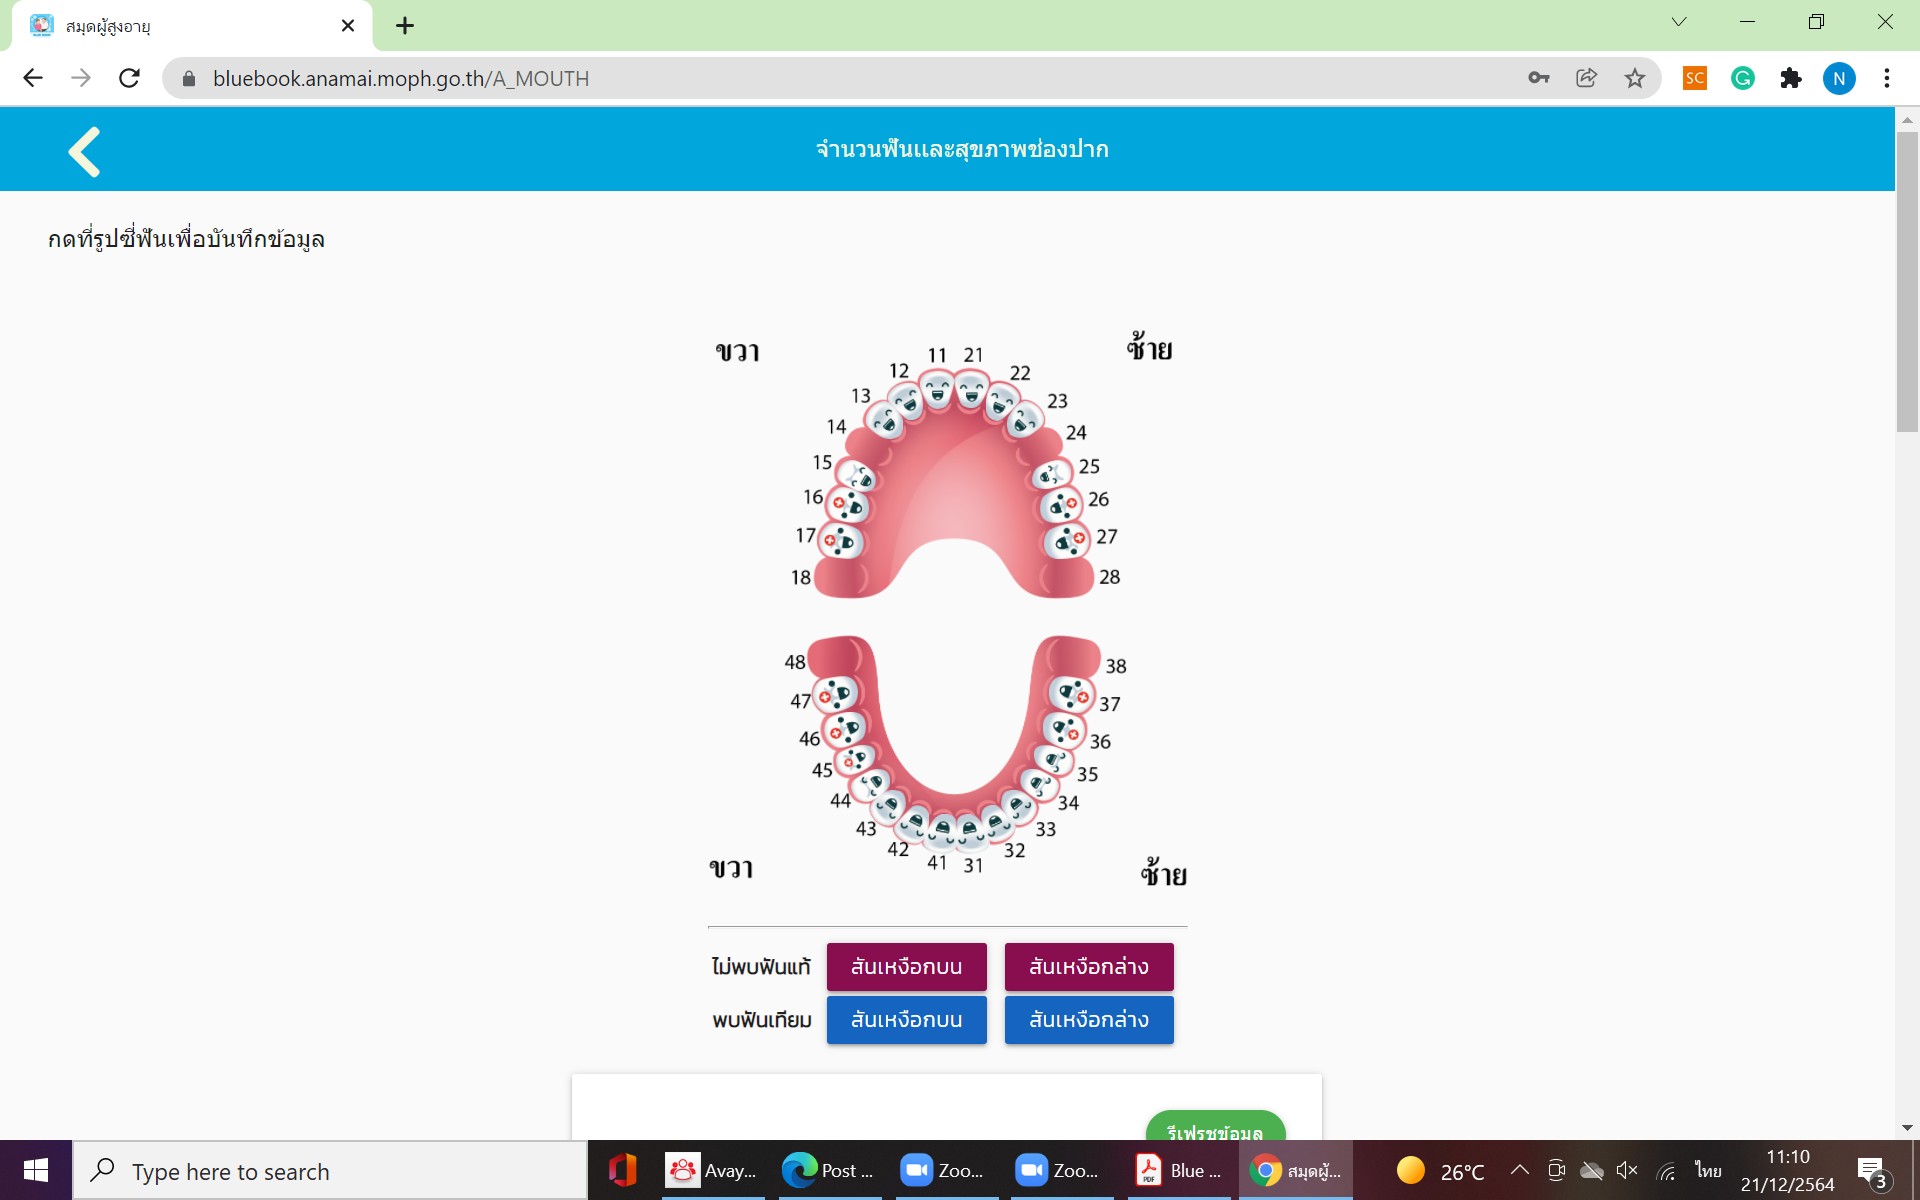 สมุดผู้สูงอายุ
bluebook.anamai.moph.go.th/A_MOUTH
SC
N
จำนวนฟันและสุขภาพช่องปาก
กดที่รูปซี่ฟันเพื่อบันทึกข้อมูล
ขวา
ซ้าย
11 21
12 22
13 23
14 24
15 25
16 26
17 27
18 28
48 38
47 37
46 36
45 35
44 34
43 33
42 32
41 31
ขวา
ซ้าย
ไม่พบฟันแท้ สันเหงือกบน สันเหงือกล่าง
พบฟันเทียม สันเหงือกบน สันเหงือกล่าง
รีเฟรชข้อมูล
Type here to search
Avay...
Post ...
Zoo...
Zoo...
PDF
Blue ...
สมุดผู้...
26°C
ไทย
11:10
21/12/2564
3